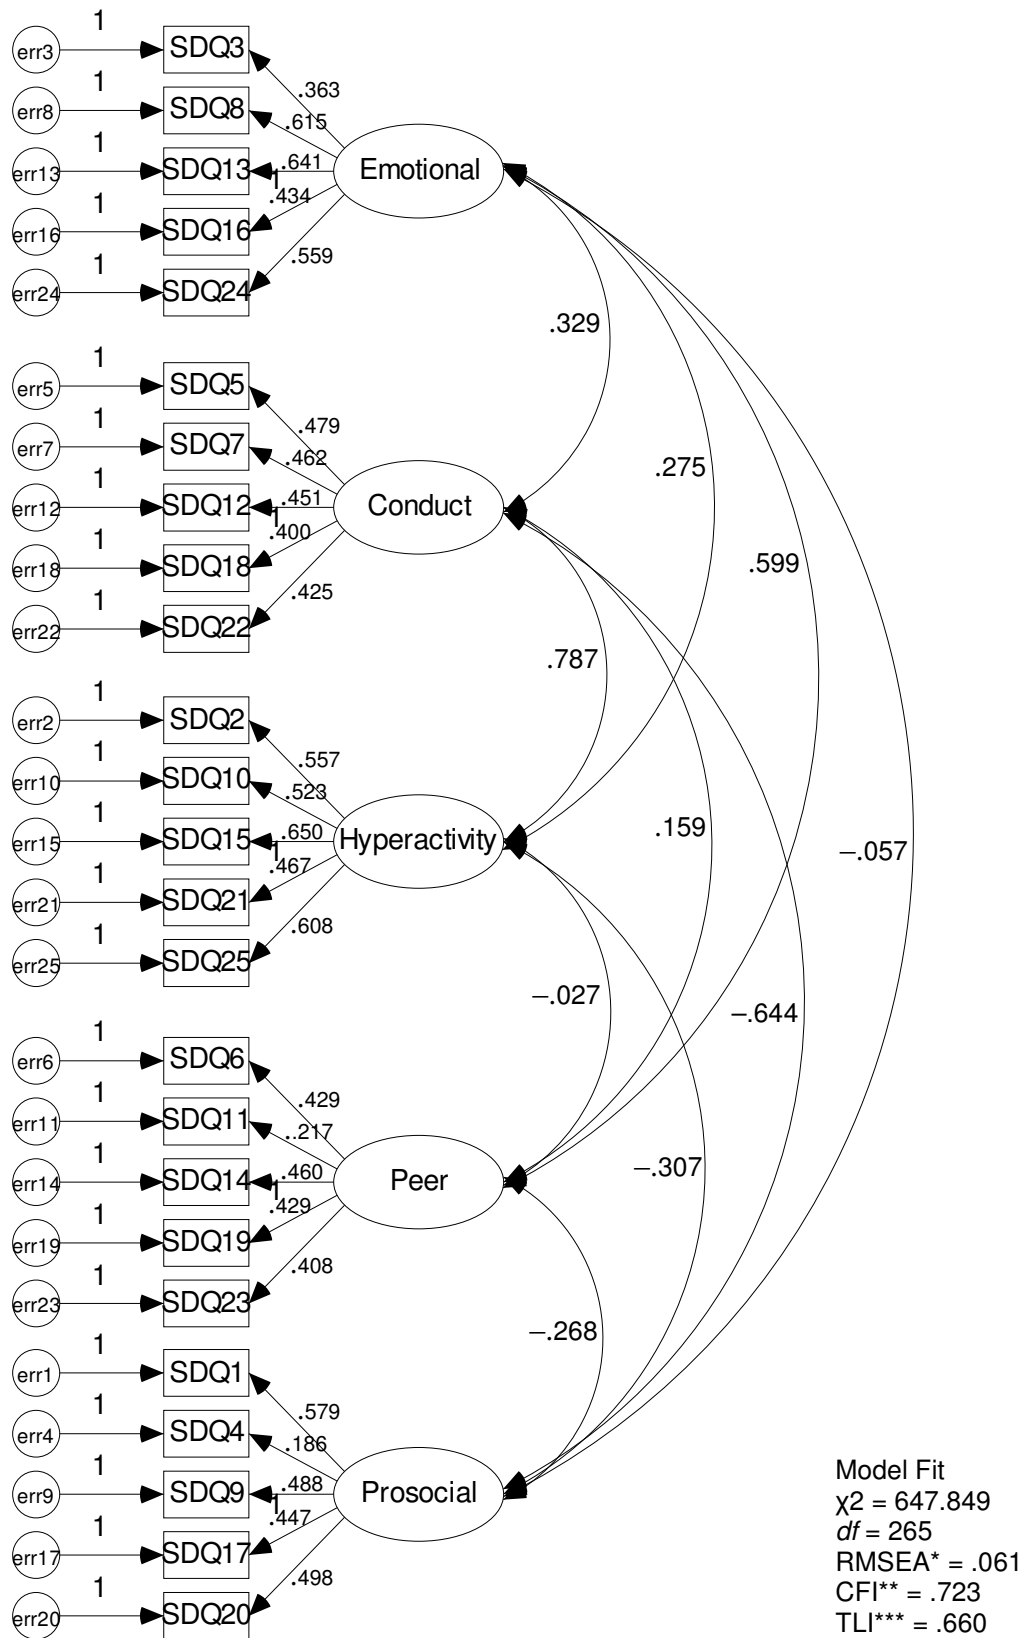 1
err3 SDQ3
.363
1
err8 SDQ8
.615
1
err13 SDQ13 .641 Emotional
1
.434
1
err16 SDQ16
1
err24 SDQ24 .559
.329
1
err5 SDQ5
.479
1
err7 SDQ7
.462
.275
1
err12 SDQ12 .451 Conduct
1
.400
1
err18 SDQ18
.599
1
err22 SDQ22 .425
.787
1
err2 SDQ2
.557
1
err10 SDQ10
.523
1
err15 SDQ15 .650 Hyperactivity
1
.467
.159
–.057
1
err21 SDQ21
1
err25 SDQ25 .608
–.027
–.644
1
err6 SDQ6
.429
1
err11 SDQ11
..217
1
err14 SDQ14 .460 Peer
1
.429
–.307
1
err19 SDQ19
1
err23 SDQ23 .408
–.268
1
err1 SDQ1
.579
1
err4 SDQ4
.186
1
err9 SDQ9 .488 Prosocial
1
.447
1
err17 SDQ17
1
err20 SDQ20 .498
Model Fit
χ2 = 647.849
df = 265
RMSEA* = .061
CFI** = .723
TLI*** = .660